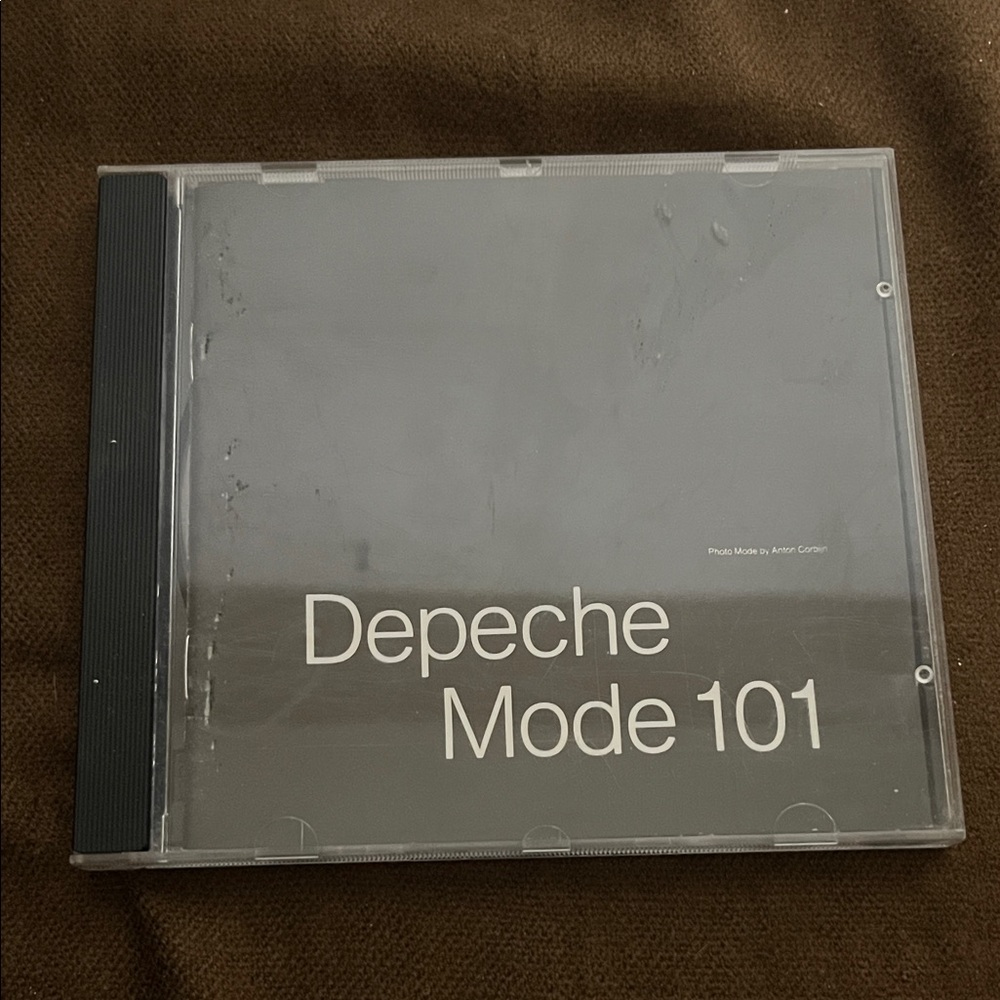 Photo Mode by Anton Corbijn
Depeche
Mode 101